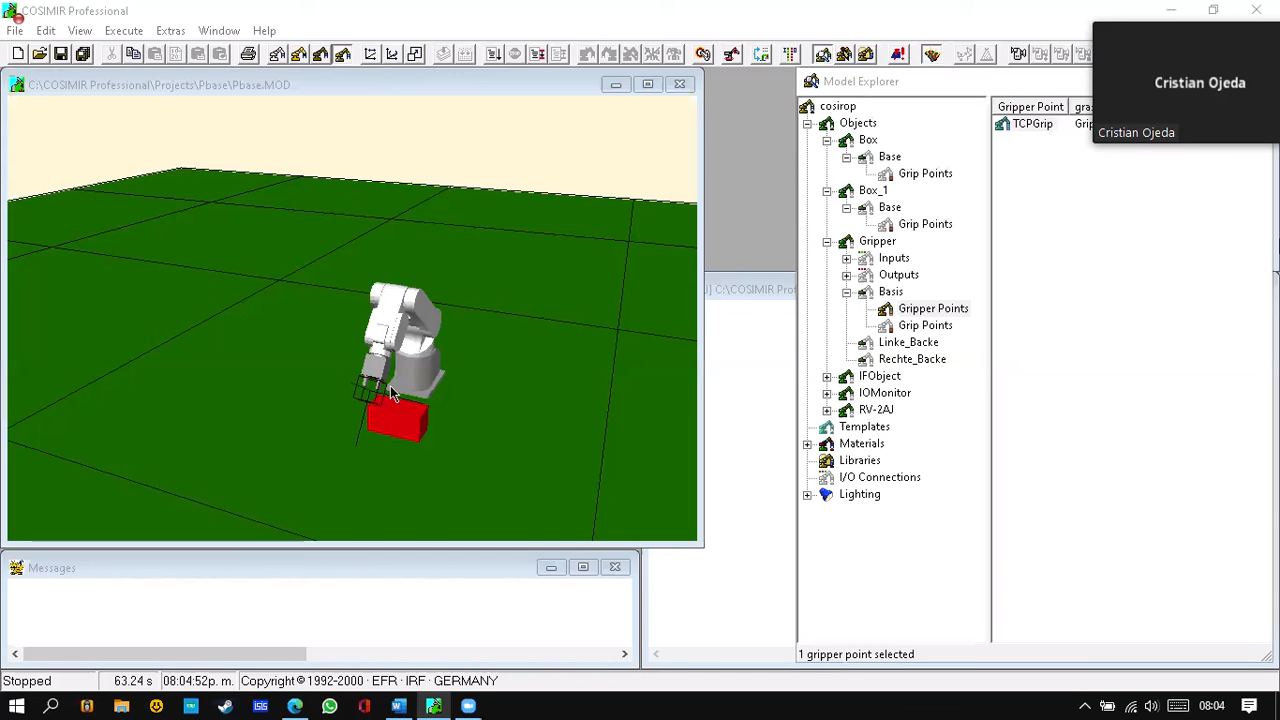 COSIMIR Professional
File Edit View Execute Extras Window Help
C:\COSIMIR Professional\Projects\Pbase\Pbase.MOD
Model Explorer
Cristian Ojeda
Cristian Ojeda
cosirop
Objects
Box
Base
Grip Points
Box_1
Base
Grip Points
Gripper
Inputs
Outputs
Basis
Gripper Points
Grip Points
Linke_Backe
Rechte_Backe
IFObject
IOMonitor
RV-2AJ
Templates
Materials
Libraries
I/O Connections
Lighting
Gripper Point gra
TCPGrip Grip
J] C:\COSIMIR Prof
Messages
1 gripper point selected
Stopped 63.24 s 08:04:52p. m. Copyright © 1992-2000 · EFR · IRF · GERMANY
08:04